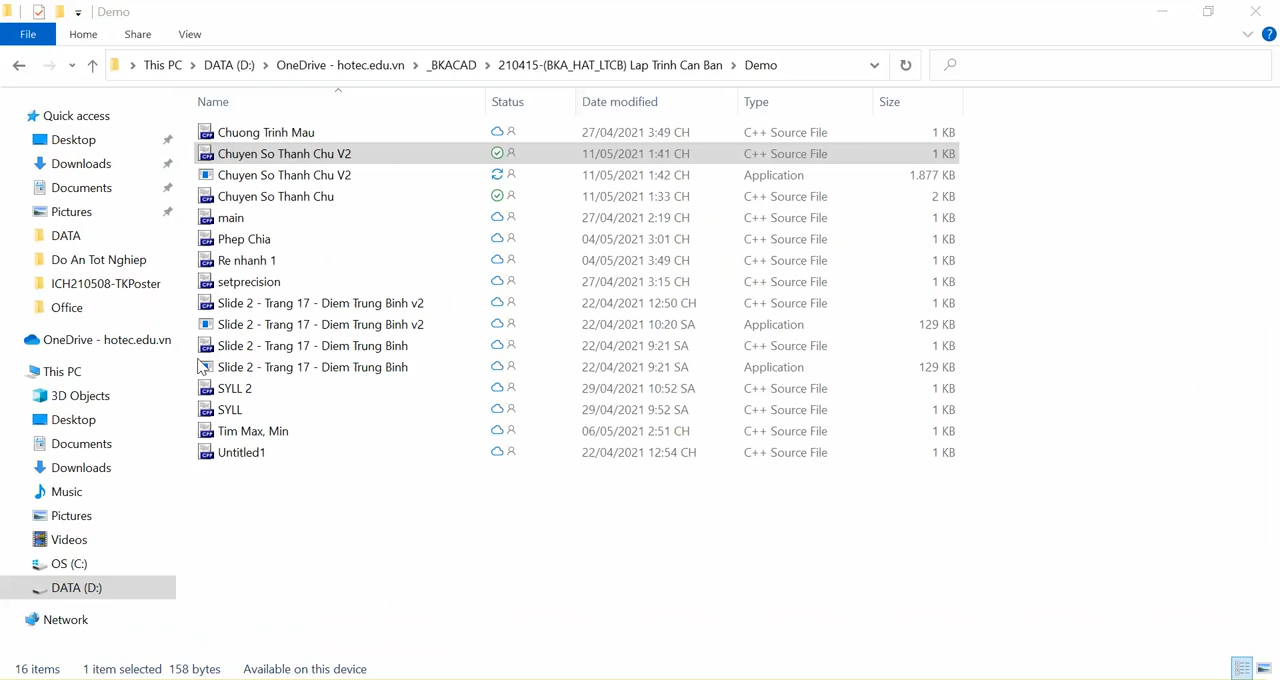 Demo
File Home Share View
This PC DATA (D:) OneDrive - hotec.edu.vn _BKACAD 210415-(BKA_HAT_LTCB) Lap Trinh Can Ban Demo
Name Status Date modified Type Size
Quick access
Desktop
Downloads
Documents
Pictures
DATA
Do An Tot Nghiep
ICH210508-TKPoster
Office
OneDrive - hotec.edu.vn
This PC
3D Objects
Desktop
Documents
Downloads
Music
Pictures
Videos
OS (C:)
DATA (D:)
Network
Chuong Trinh Mau 27/04/2021 3:49 CH C++ Source File 1 KB
Chuyen So Thanh Chu V2 11/05/2021 1:41 CH C++ Source File 1 KB
Chuyen So Thanh Chu V2 11/05/2021 1:42 CH Application 1.877 KB
Chuyen So Thanh Chu 11/05/2021 1:33 CH C++ Source File 2 KB
main 27/04/2021 2:19 CH C++ Source File 1 KB
Phep Chia 04/05/2021 3:01 CH C++ Source File 1 KB
Re nhanh 1 04/05/2021 3:49 CH C++ Source File 1 KB
setprecision 27/04/2021 3:15 CH C++ Source File 1 KB
Slide 2 - Trang 17 - Diem Trung Binh v2 22/04/2021 12:50 CH C++ Source File 1 KB
Slide 2 - Trang 17 - Diem Trung Binh v2 22/04/2021 10:20 SA Application 129 KB
Slide 2 - Trang 17 - Diem Trung Binh 22/04/2021 9:21 SA C++ Source File 1 KB
Slide 2 - Trang 17 - Diem Trung Binh 22/04/2021 9:21 SA Application 129 KB
SYLL 2 29/04/2021 10:52 SA C++ Source File 1 KB
SYLL 29/04/2021 9:52 SA C++ Source File 1 KB
Tim Max, Min 06/05/2021 2:51 CH C++ Source File 1 KB
Untitled1 22/04/2021 12:54 CH C++ Source File 1 KB
16 items 1 item selected 158 bytes Available on this device